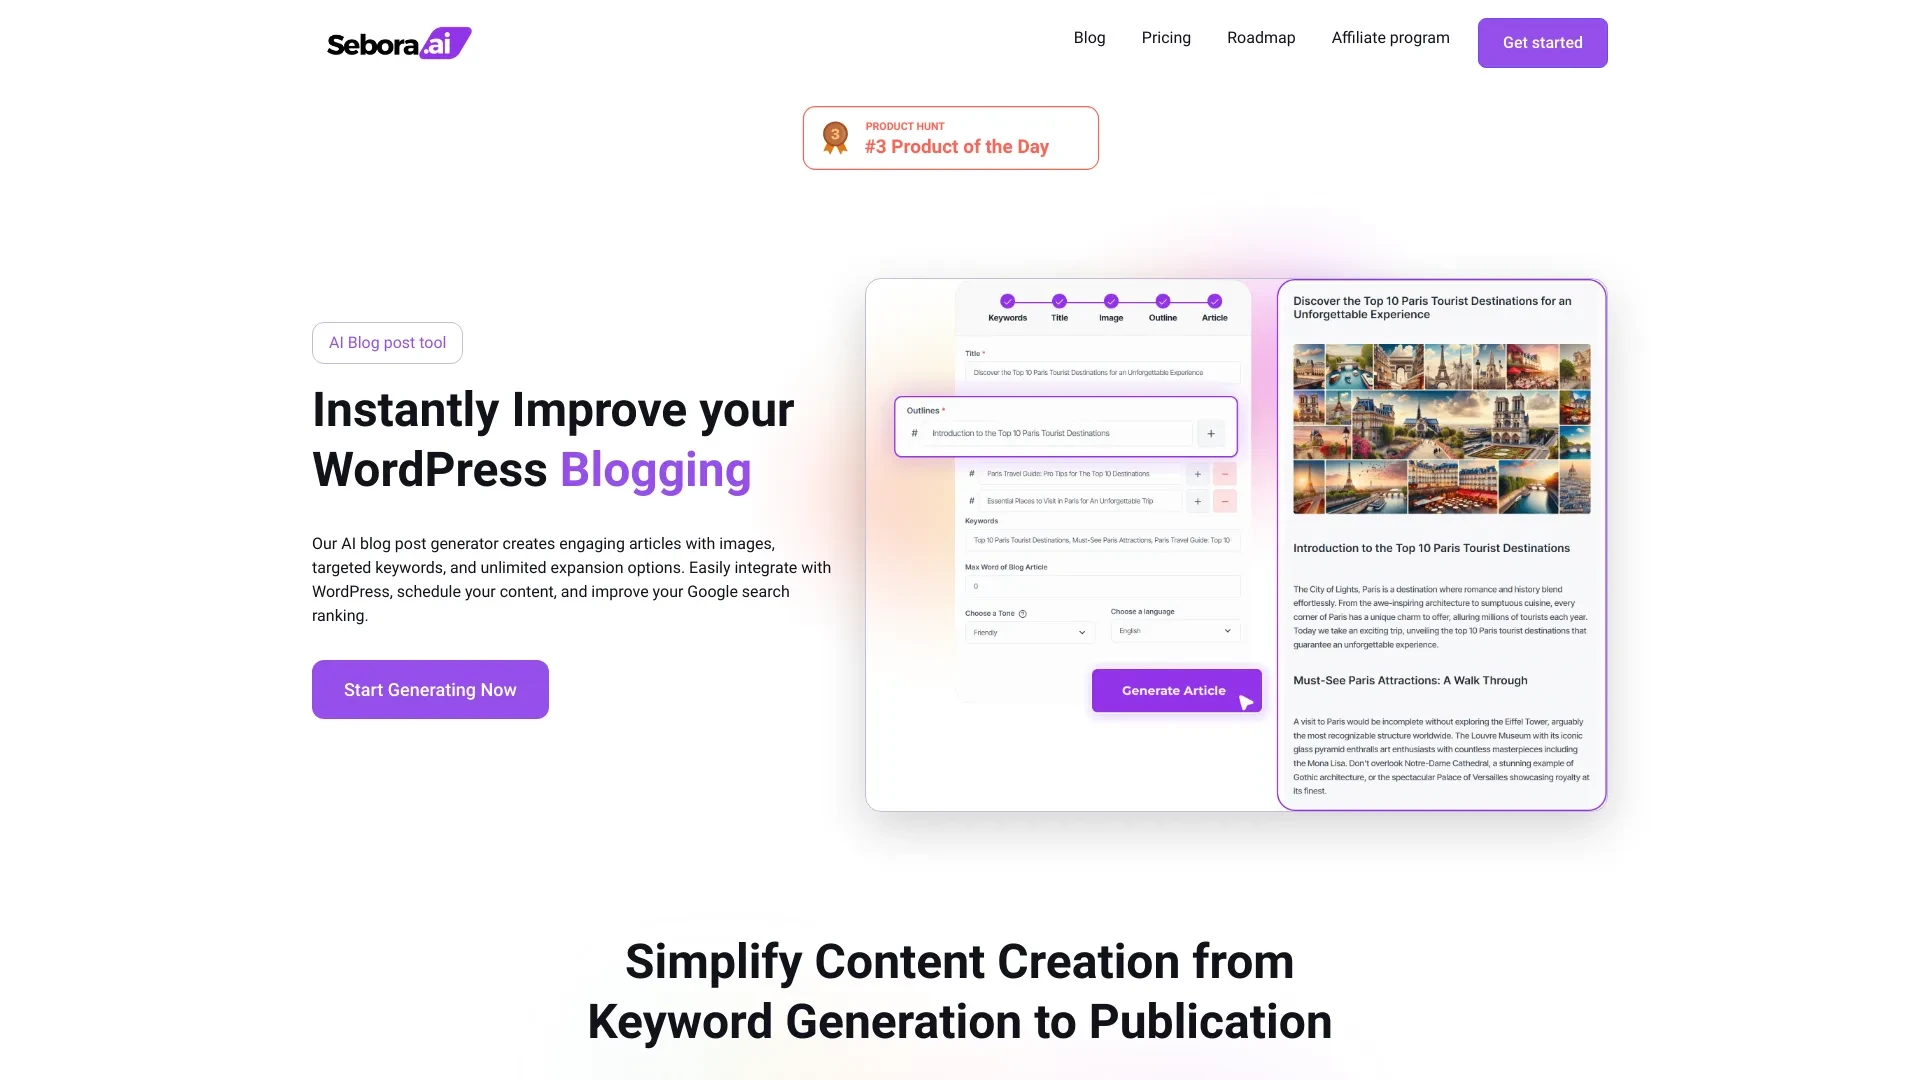 Sebora.ai
Blog
Pricing
Roadmap
Affiliate program
Get started
3
PRODUCT HUNT
#3 Product of the Day
AI Blog post tool
Instantly Improve your
WordPress Blogging
Our AI blog post generator creates engaging articles with images,
targeted keywords, and unlimited expansion options. Easily integrate with
WordPress, schedule your content, and improve your Google search
ranking.
Start Generating Now
Keywords
Title
Image
Outline
Article
Title *
Discover the Top 10 Paris Tourist Destinations for an Unforgettable Experience
Outlines *
# Introduction to the Top 10 Paris Tourist Destinations +
# Paris Travel Guide: Pro Tips for The Top 10 Destinations + −
# Essential Places to Visit in Paris for An Unforgettable Trip + −
Keywords
Top 10 Paris Tourist Destinations, Must-See Paris Attractions, Paris Travel Guide: Top 10
Max Word of Blog Article
0
Choose a Tone ?
Friendly
Choose a language
English
Generate Article
Discover the Top 10 Paris Tourist Destinations for an
Unforgettable Experience
Introduction to the Top 10 Paris Tourist Destinations
The City of Lights, Paris is a destination where romance and history blend
effortlessly. From the awe-inspiring architecture to sumptuous cuisine, every
corner of Paris has a unique charm to offer, alluring millions of tourists each year.
Today we take an exciting trip, unveiling the top 10 Paris tourist destinations that
guarantee an unforgettable experience.
Must-See Paris Attractions: A Walk Through
A visit to Paris would be incomplete without exploring the Eiffel Tower, arguably
the most recognizable structure worldwide. The Louvre Museum with its iconic
glass pyramid enthralls art enthusiasts with countless masterpieces including
the Mona Lisa. Don't overlook Notre-Dame Cathedral, a stunning example of
Gothic architecture, or the spectacular Palace of Versailles showcasing royalty at
its finest.
Simplify Content Creation from
Keyword Generation to Publication